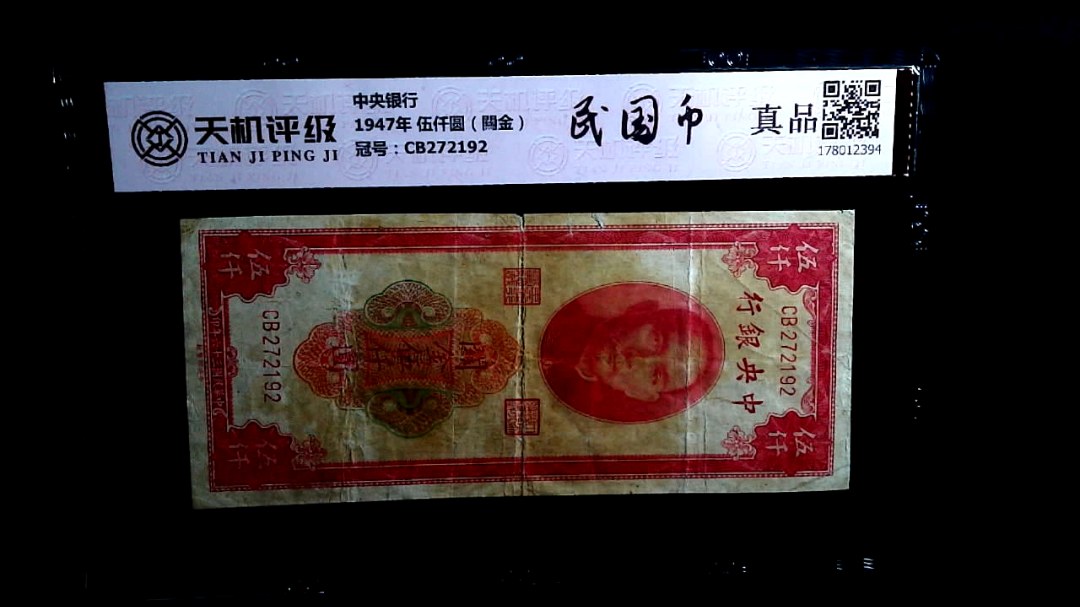 天机评级
TIAN JI PING JI
中央银行
1947年 伍仟圆（關金）
冠号：CB272192
民国币
真品
178012394
伍仟
伍仟
CB272192
中央銀行
CB272192
伍仟
伍仟